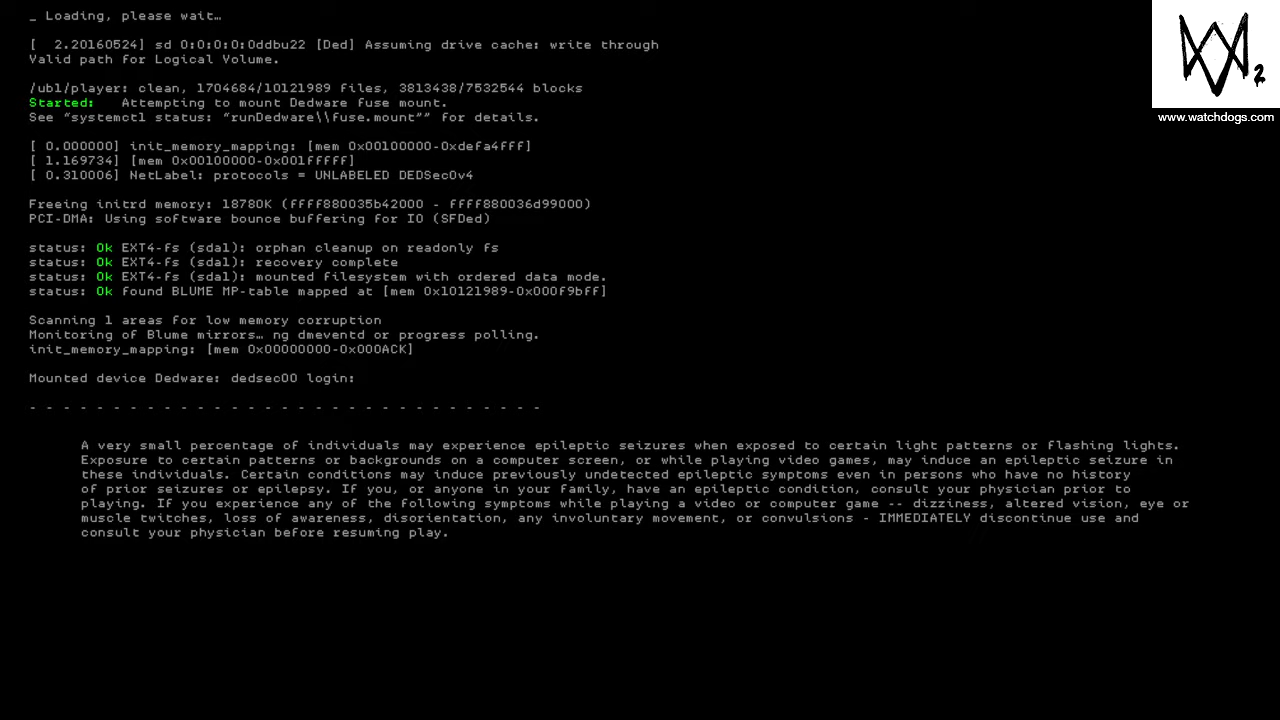 _ Loading, please wait…
[  2.20160524] sd 0:0:0:0:0ddbu22 [Ded] Assuming drive cache: write through
Valid path for Logical Volume.
/ubl/player: clean, 1704684/10121989 files, 3813438/7532544 blocks
Started:   Attempting to mount Dedware fuse mount.
See “systemctl status: “runDedware\\fuse.mount”” for details.
[ 0.000000] init_memory_mapping: [mem 0x00100000-0xdefa4fff]
[ 1.169734] [mem 0x00100000-0x001fffff]
[ 0.310006] NetLabel: protocols = UNLABELED DEDSec0v4
Freeing initrd memory: 18780K (ffff880035b42000 - ffff880036d99000)
PCI-DMA: Using software bounce buffering for IO (SFDed)
status: Ok EXT4-fs (sda1): orphan cleanup on readonly fs
status: Ok EXT4-fs (sda1): recovery complete
status: Ok EXT4-fs (sda1): mounted filesystem with ordered data mode.
status: Ok found BLUME MP-table mapped at [mem 0x10121989-0x000f9bff]
Scanning 1 areas for low memory corruption
Monitoring of Blume mirrors… ng dmeventd or progress polling.
init_memory_mapping: [mem 0x00000000-0x000ACK]
Mounted device Dedware: dedsec00 login:
- - - - - - - - - - - - - - - - - - - - - - - - - - - - - - -
A very small percentage of individuals may experience epileptic seizures when exposed to certain light patterns or flashing lights.
Exposure to certain patterns or backgrounds on a computer screen, or while playing video games, may induce an epileptic seizure in
these individuals. Certain conditions may induce previously undetected epileptic symptoms even in persons who have no history
of prior seizures or epilepsy. If you, or anyone in your family, have an epileptic condition, consult your physician prior to
playing. If you experience any of the following symptoms while playing a video or computer game -- dizziness, altered vision, eye or
muscle twitches, loss of awareness, disorientation, any involuntary movement, or convulsions - IMMEDIATELY discontinue use and
consult your physician before resuming play.
2
www.watchdogs.com